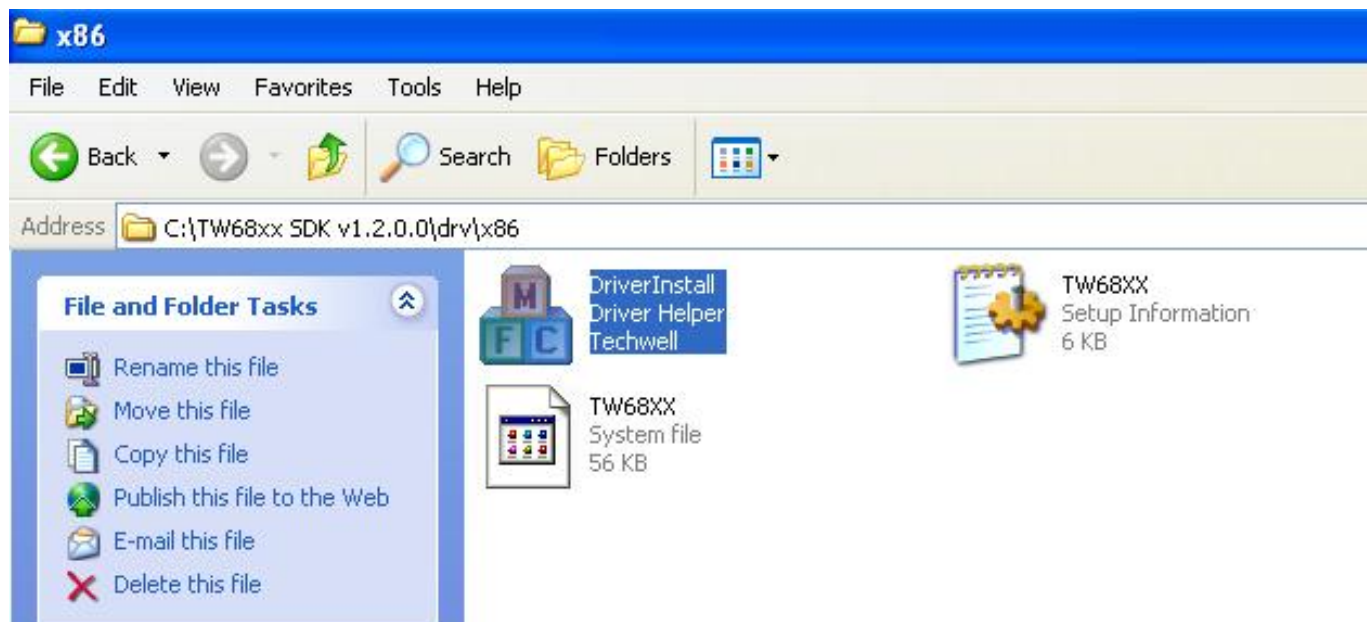 x86
File Edit View Favorites Tools Help
Back Search Folders
Address C:\TW68xx SDK v1.2.0.0\drv\x86
File and Folder Tasks
Rename this file
Move this file
Copy this file
Publish this file to the Web
E-mail this file
Delete this file
M
F C
DriverInstall
Driver Helper
Techwell
TW68XX
Setup Information
6 KB
TW68XX
System file
56 KB